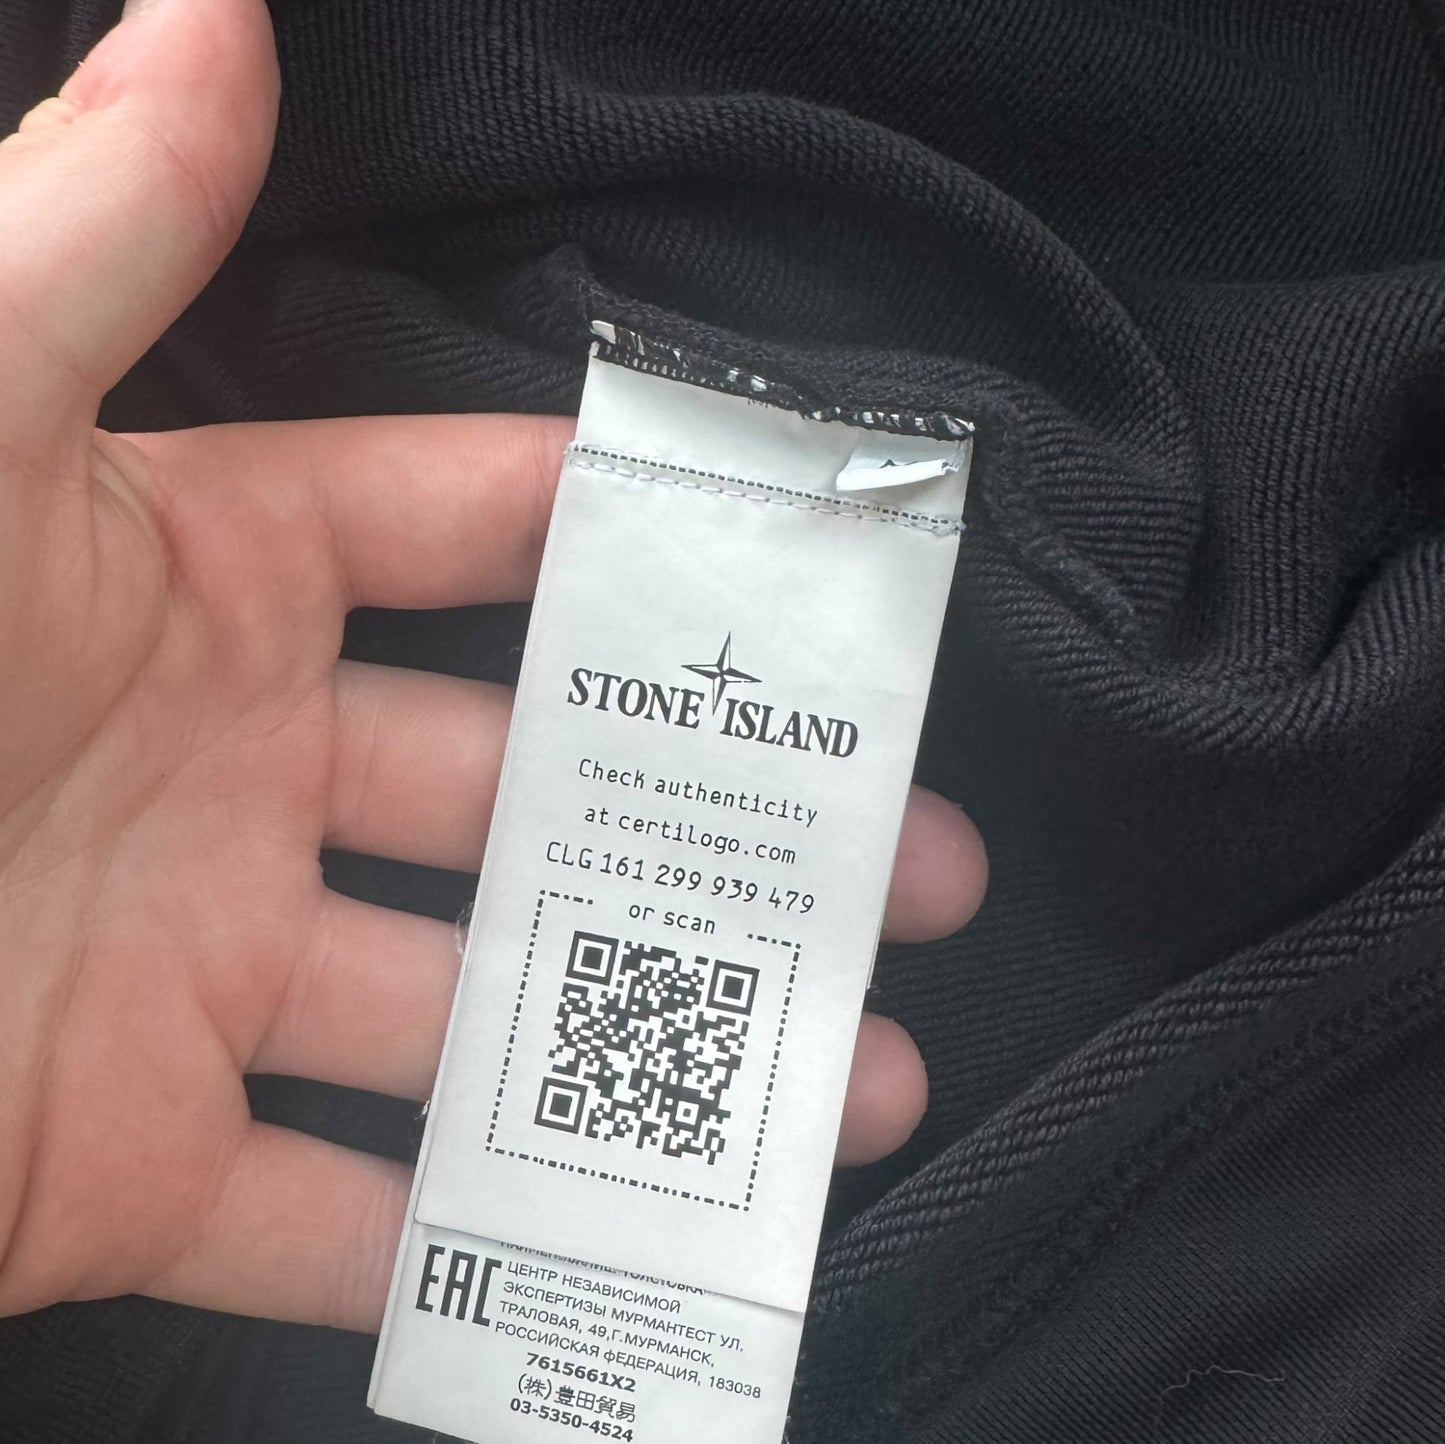 STONE ISLAND
Check authenticity
at certilogo.com
CLG 161 299 939 479
or scan
EAC
ЦЕНТР НЕЗАВИСИМОЙ
ЭКСПЕРТИЗЫ МУРМАНТЕСТ УЛ.
ТРАЛОВАЯ, 49,Г.МУРМАНСК,
РОССИЙСКАЯ ФЕДЕРАЦИЯ, 183038
7615661X2
(株)豊田貿易
03-5350-4524